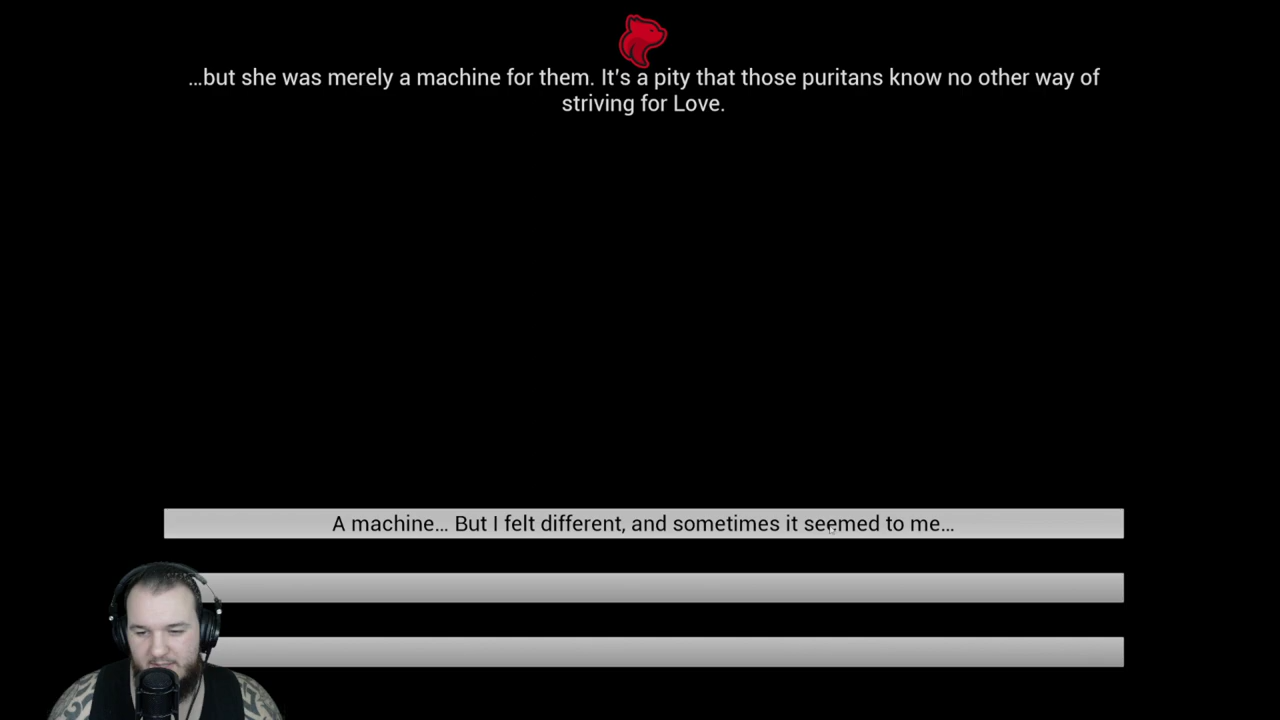 …but she was merely a machine for them. It's a pity that those puritans know no other way of
striving for Love.
A machine… But I felt different, and sometimes it seemed to me…